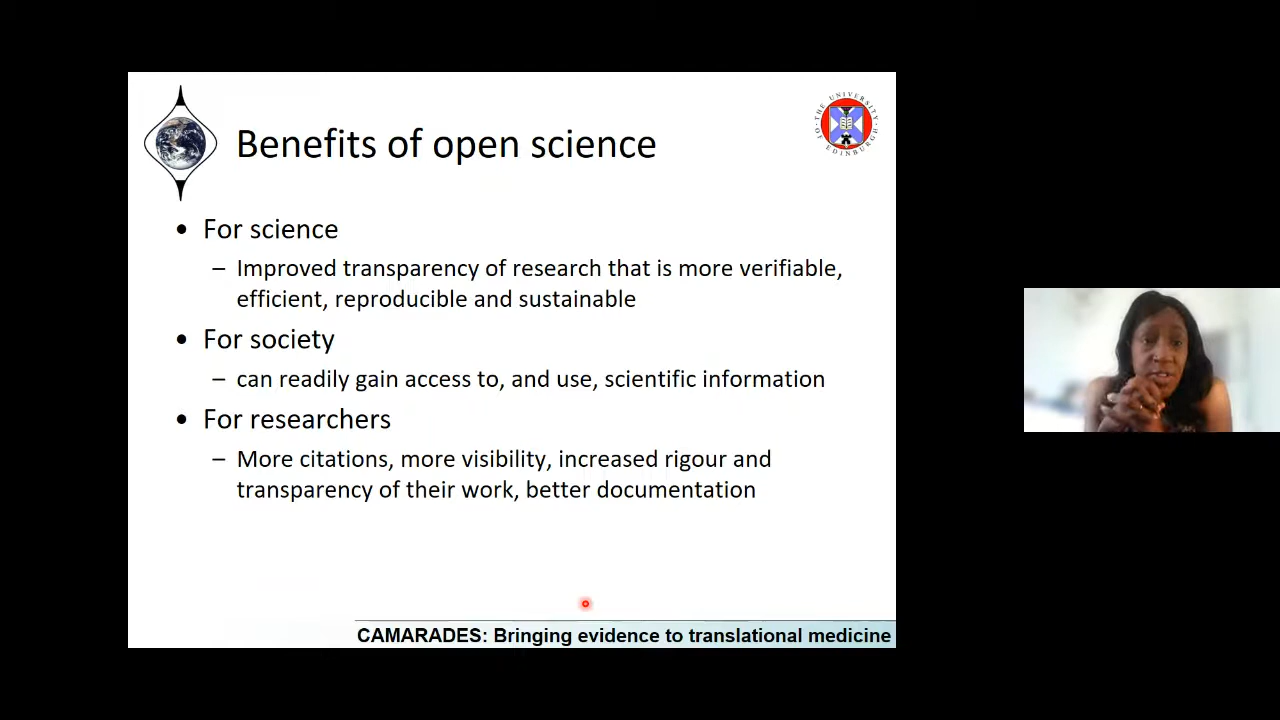 THE UNIVERSITY OF EDINBURGH
Benefits of open science
• For science
– Improved transparency of research that is more verifiable,
efficient, reproducible and sustainable
• For society
– can readily gain access to, and use, scientific information
• For researchers
– More citations, more visibility, increased rigour and
transparency of their work, better documentation
CAMARADES: Bringing evidence to translational medicine